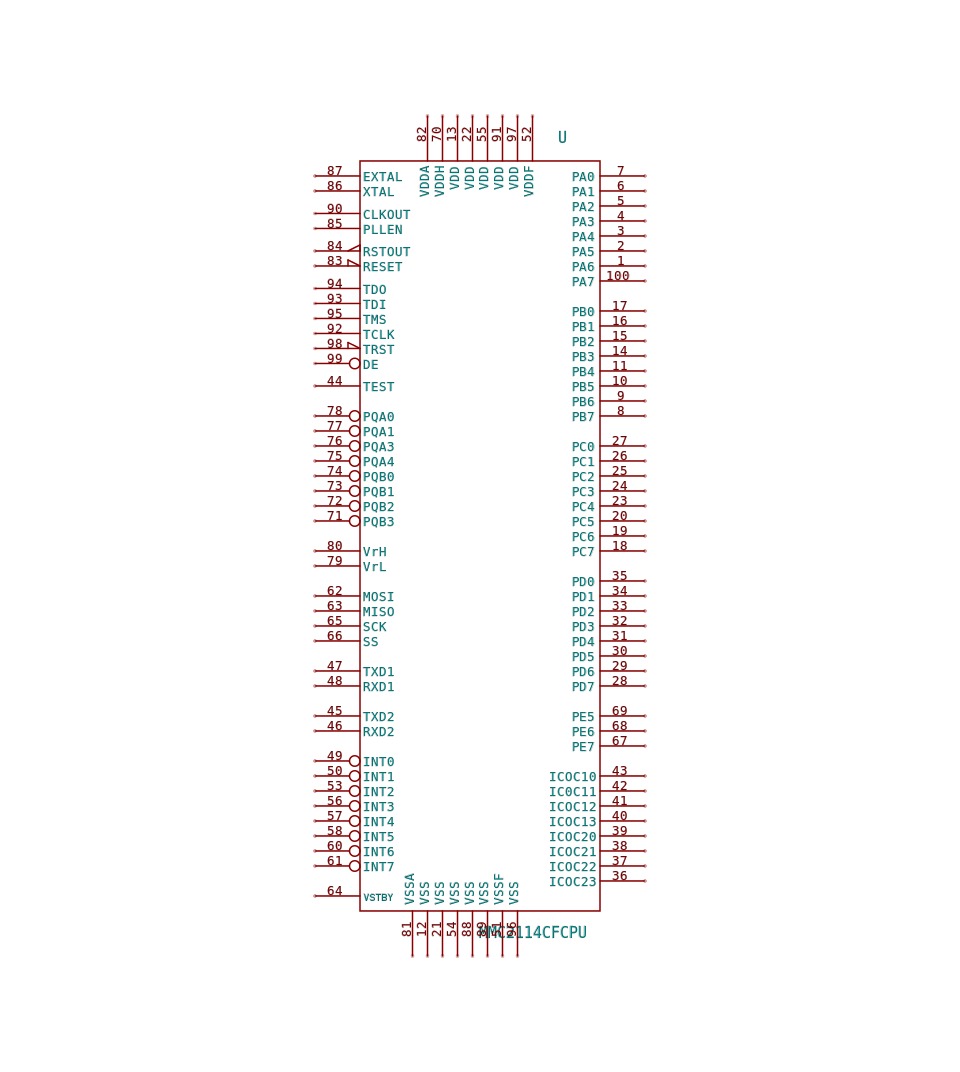 U
82 VDDA
70 VDDH
13 VDD
22 VDD
55 VDD
91 VDD
97 VDD
52 VDDF
87 EXTAL
86 XTAL
90 CLKOUT
85 PLLEN
84 RSTOUT
83 RESET
94 TDO
93 TDI
95 TMS
92 TCLK
98 TRST
99 DE
44 TEST
78 PQA0
77 PQA1
76 PQA3
75 PQA4
74 PQB0
73 PQB1
72 PQB2
71 PQB3
80 VrH
79 VrL
62 MOSI
63 MISO
65 SCK
66 SS
47 TXD1
48 RXD1
45 TXD2
46 RXD2
49 INT0
50 INT1
53 INT2
56 INT3
57 INT4
58 INT5
60 INT6
61 INT7
64 VSTBY
PA0 7
PA1 6
PA2 5
PA3 4
PA4 3
PA5 2
PA6 1
PA7 100
PB0 17
PB1 16
PB2 15
PB3 14
PB4 11
PB5 10
PB6 9
PB7 8
PC0 27
PC1 26
PC2 25
PC3 24
PC4 23
PC5 20
PC6 19
PC7 18
PD0 35
PD1 34
PD2 33
PD3 32
PD4 31
PD5 30
PD6 29
PD7 28
PE5 69
PE6 68
PE7 67
ICOC10 43
IC0C11 42
ICOC12 41
ICOC13 40
ICOC20 39
ICOC21 38
ICOC22 37
ICOC23 36
VSSA 81
VSS 12
VSS 21
VSS 54
VSS 88
VSS
VSSF
VSS
MMC2114CFCPU